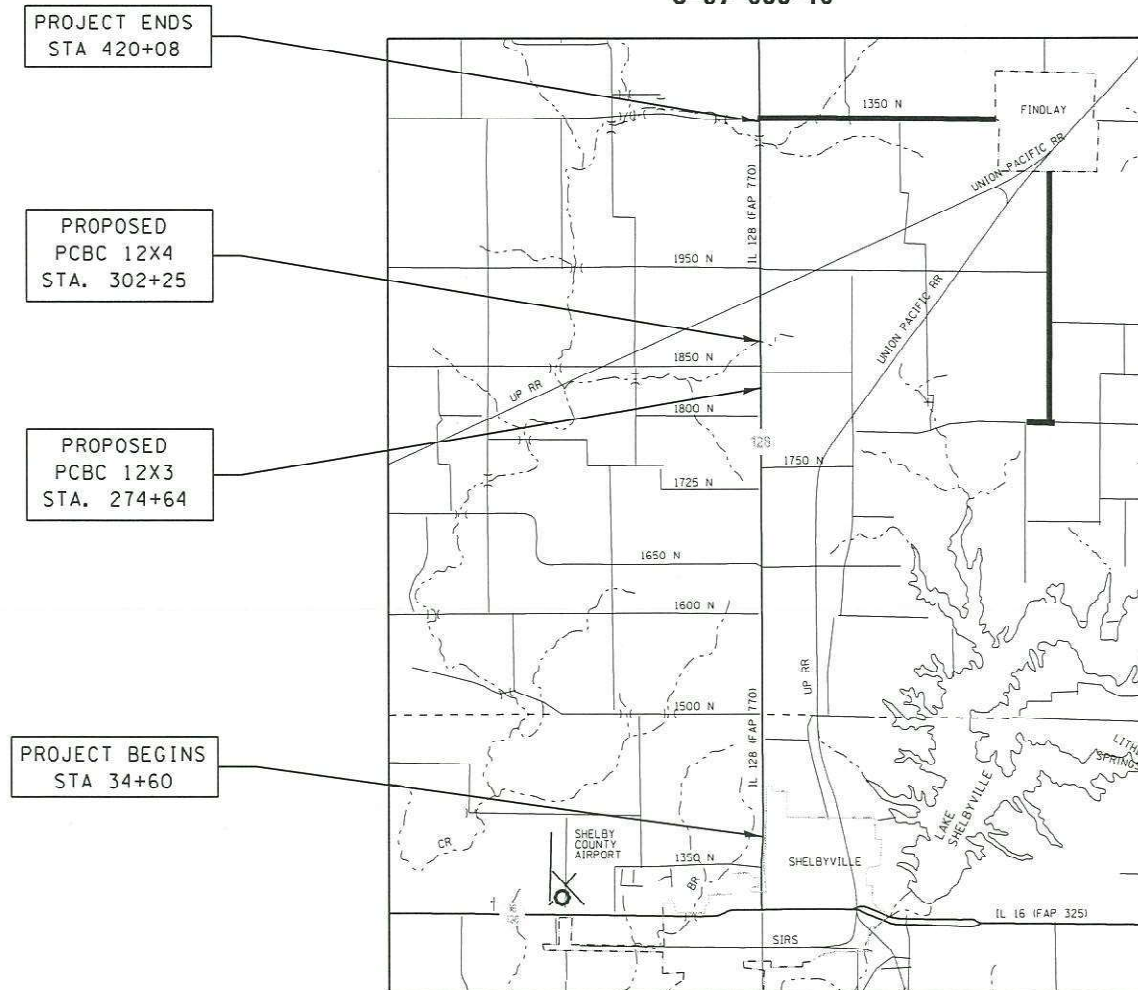 PROJECT ENDS
STA 420+08
PROPOSED
PCBC 12X4
STA. 302+25
PROPOSED
PCBC 12X3
STA. 274+64
PROJECT BEGINS
STA 34+60
1350 N
FINDLAY
UNION PACIFIC RR
IL 128 (FAP 770)
1950 N
UNION PACIFIC RR
1850 N
UP RR
1800 N
128
1750 N
1725 N
1650 N
1600 N
UP RR
1500 N
IL 128 (FAP 770)
LAKE
SHELBYVILLE
SPRINGS
SHELBY
COUNTY
AIRPORT
CR
1350 N
BR
SHELBYVILLE
IL 16 (FAP 325)
SIRS